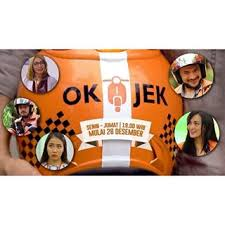 OK JEK
SENIN - JUMAT | 19.00 WIB
MULAI 28 DESEMBER